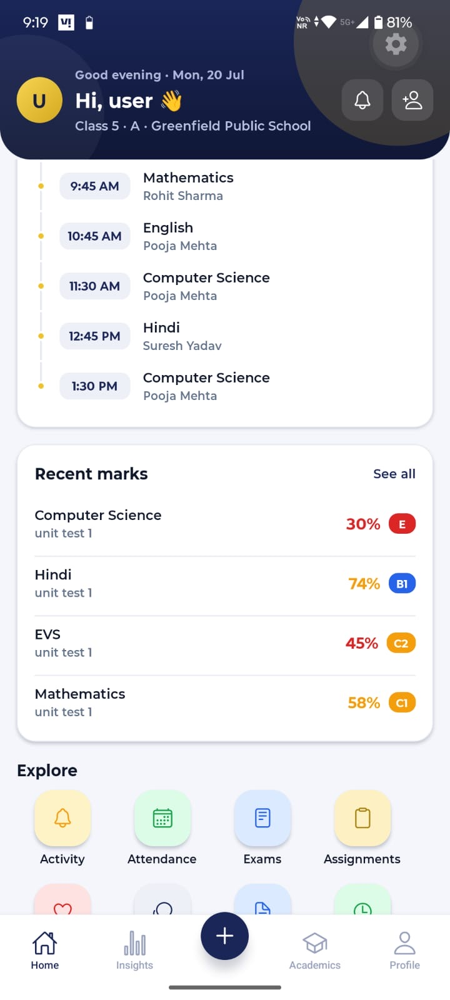 9:19
V!
Vo
NR
5G+
81%
Good evening · Mon, 20 Jul
U
Hi, user 👋
Class 5 · A · Greenfield Public School
9:45 AM
Mathematics
Rohit Sharma
10:45 AM
English
Pooja Mehta
11:30 AM
Computer Science
Pooja Mehta
12:45 PM
Hindi
Suresh Yadav
1:30 PM
Computer Science
Pooja Mehta
Recent marks
See all
Computer Science
unit test 1
30%
E
Hindi
unit test 1
74%
B1
EVS
unit test 1
45%
C2
Mathematics
unit test 1
58%
C1
Explore
Activity
Attendance
Exams
Assignments
Home
Insights
Academics
Profile